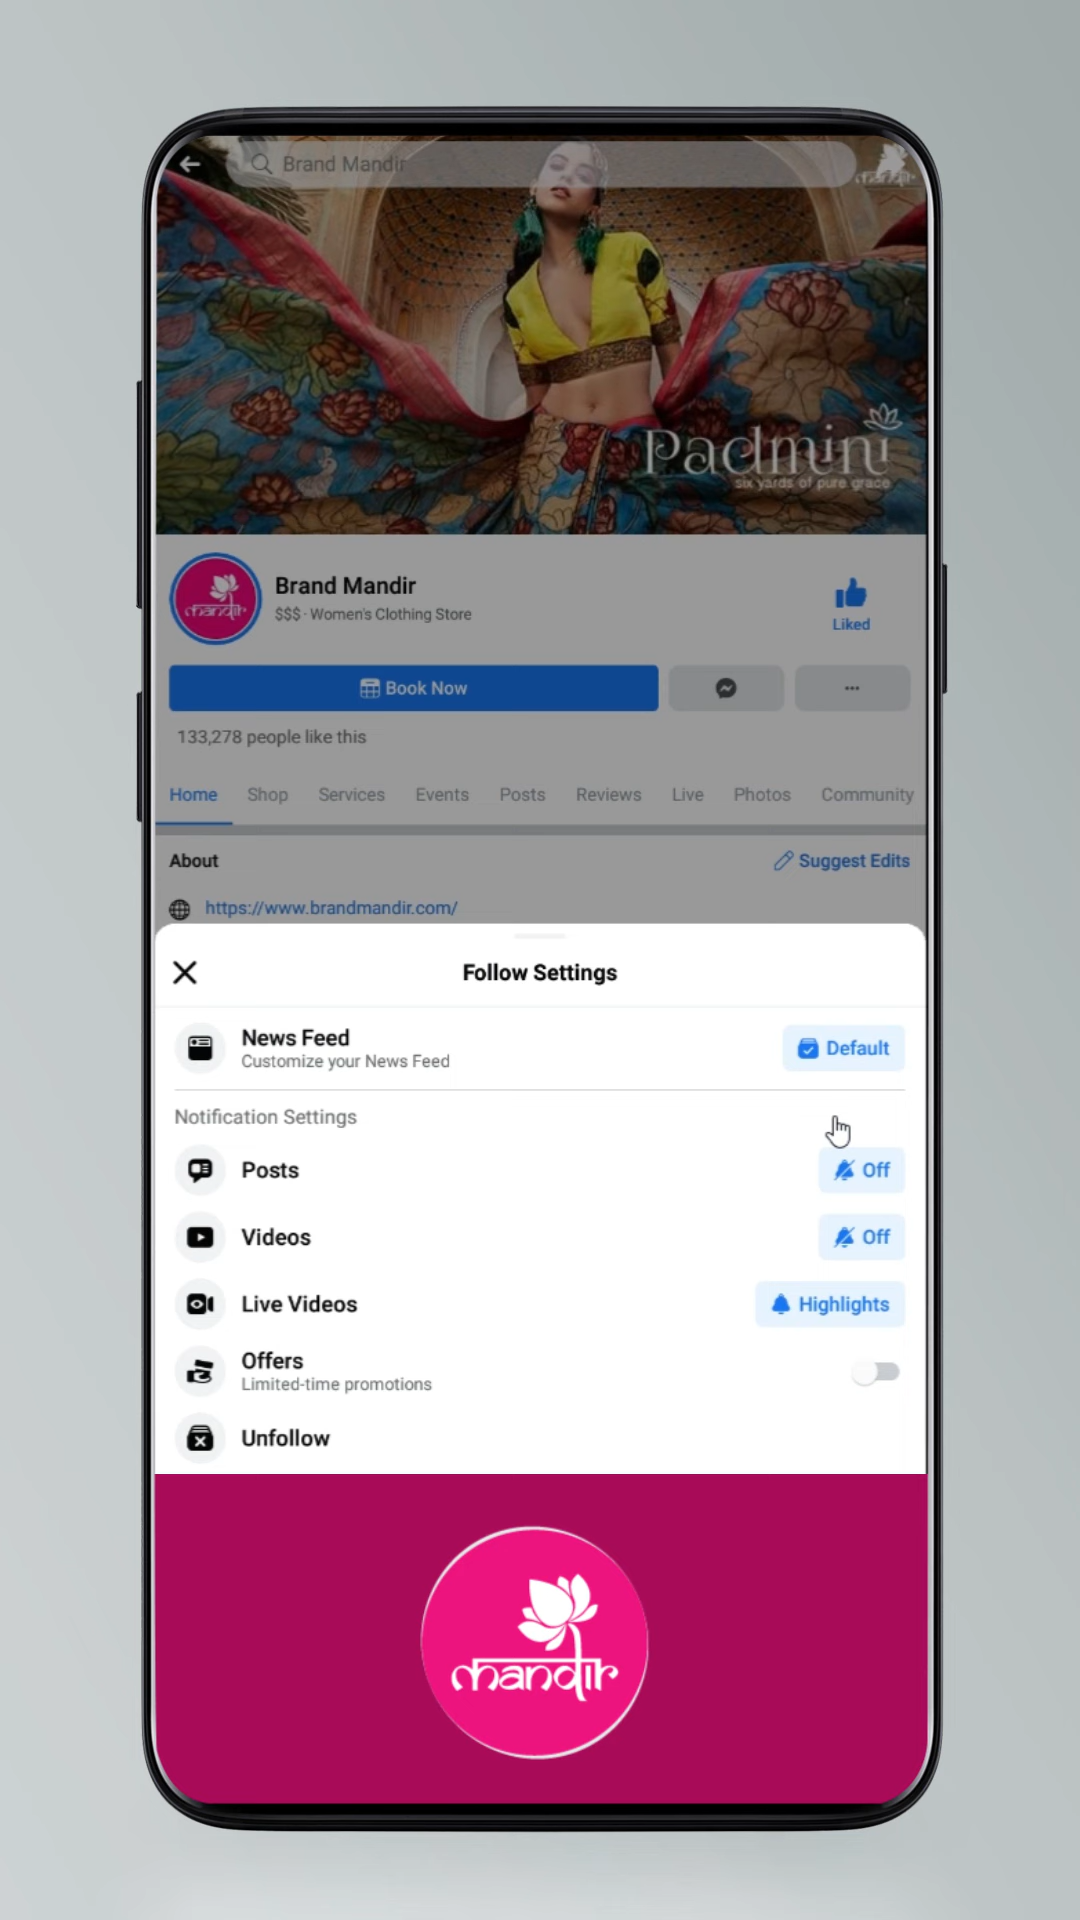 Brand Mandir
mandir
Padmini
six yards of pure grace
mandir
Brand Mandir
$$$ · Women's Clothing Store
Liked
Book Now
133,278 people like this
Home Shop Services Events Posts Reviews Live Photos Community
About
Suggest Edits
https://www.brandmandir.com/
Follow Settings
News Feed
Customize your News Feed
Default
Notification Settings
Posts
Off
Videos
Off
Live Videos
Highlights
Offers
Limited-time promotions
Unfollow
mandir